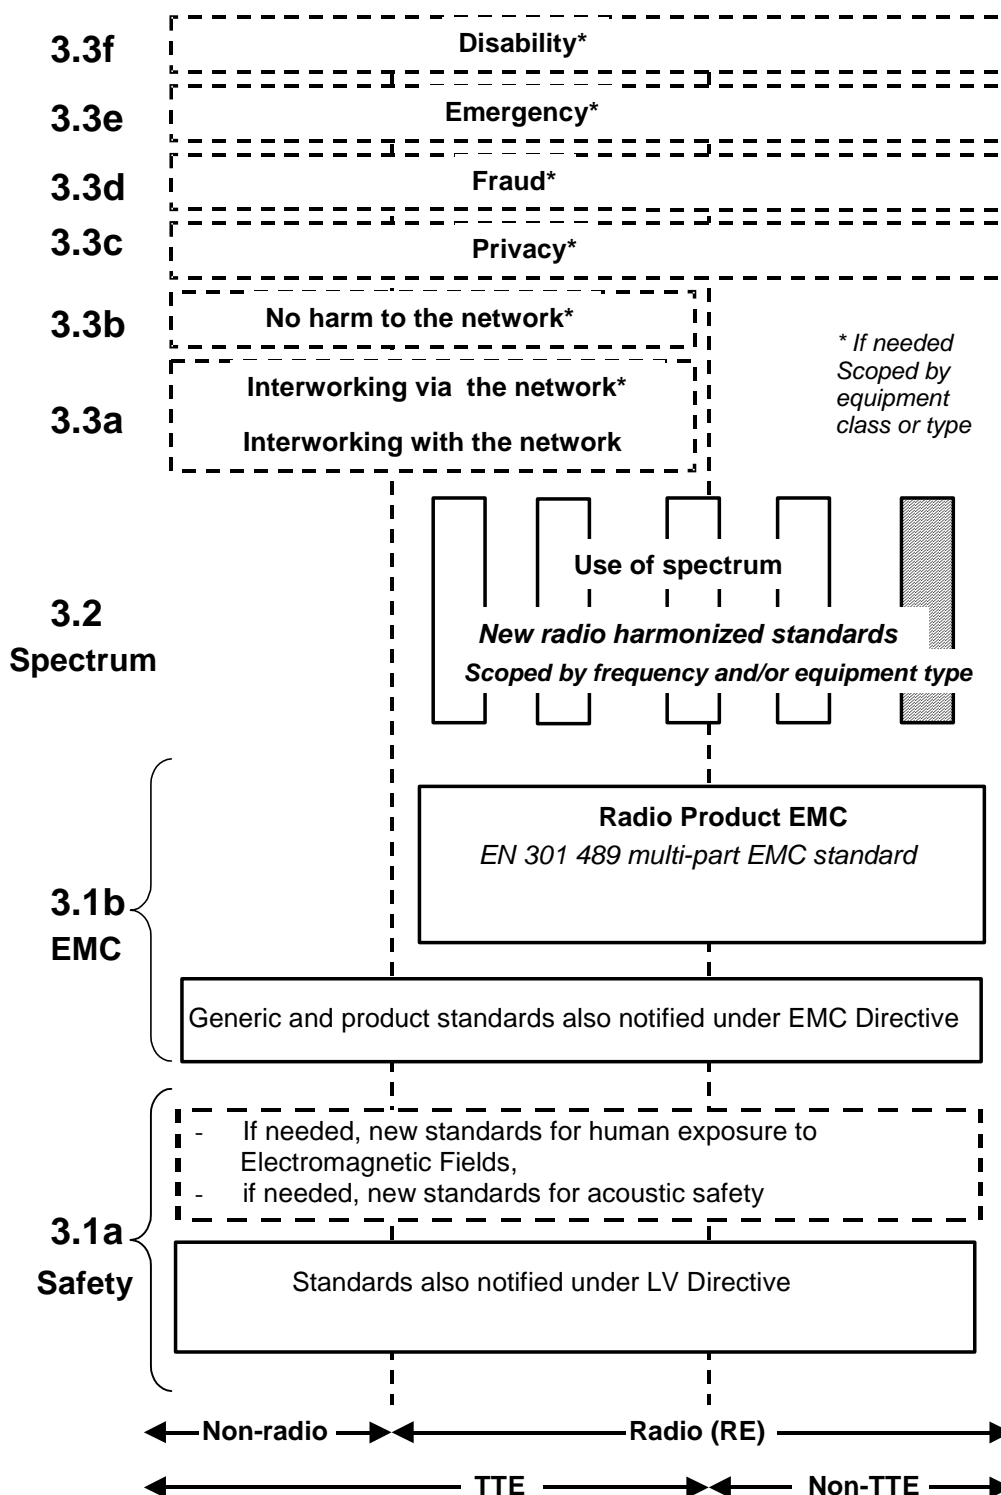 3.3f
Disability*
3.3e
Emergency*
3.3d
Fraud*
3.3c
Privacy*
3.3b
No harm to the network*
3.3a
Interworking via the network*
Interworking with the network
* If needed
Scoped by
equipment
class or type
3.2
Spectrum
Use of spectrum
New radio harmonized standards
Scoped by frequency and/or equipment type
3.1b
EMC
Radio Product EMC
EN 301 489 multi-part EMC standard
Generic and product standards also notified under EMC Directive
3.1a
Safety
- If needed, new standards for human exposure to
Electromagnetic Fields,
- if needed, new standards for acoustic safety
Standards also notified under LV Directive
Non-radio
Radio (RE)
TTE
Non-TTE